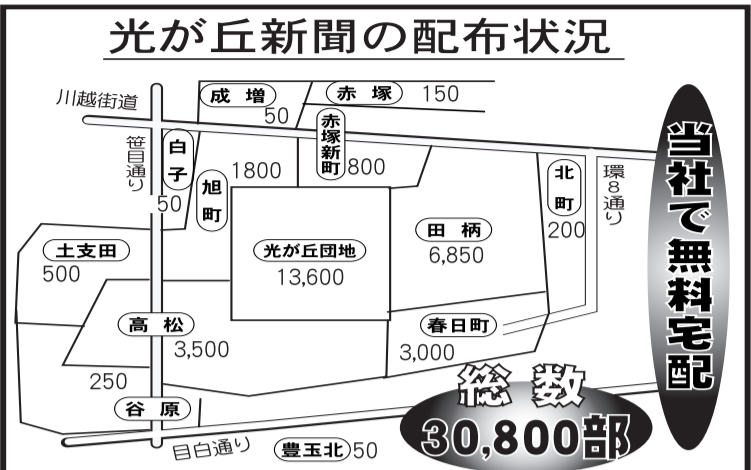 光が丘新聞の配布状況
川越街道
成増
50
赤塚 150
笹目通り
白子
50
旭町
1800
赤塚新町
800
北町
200
環8通り
土支田
500
光が丘団地
13,600
田柄
6,850
高松
3,500
春日町
3,000
250
谷原
目白通り
豊玉北50
総数
30,800部
当社で無料宅配